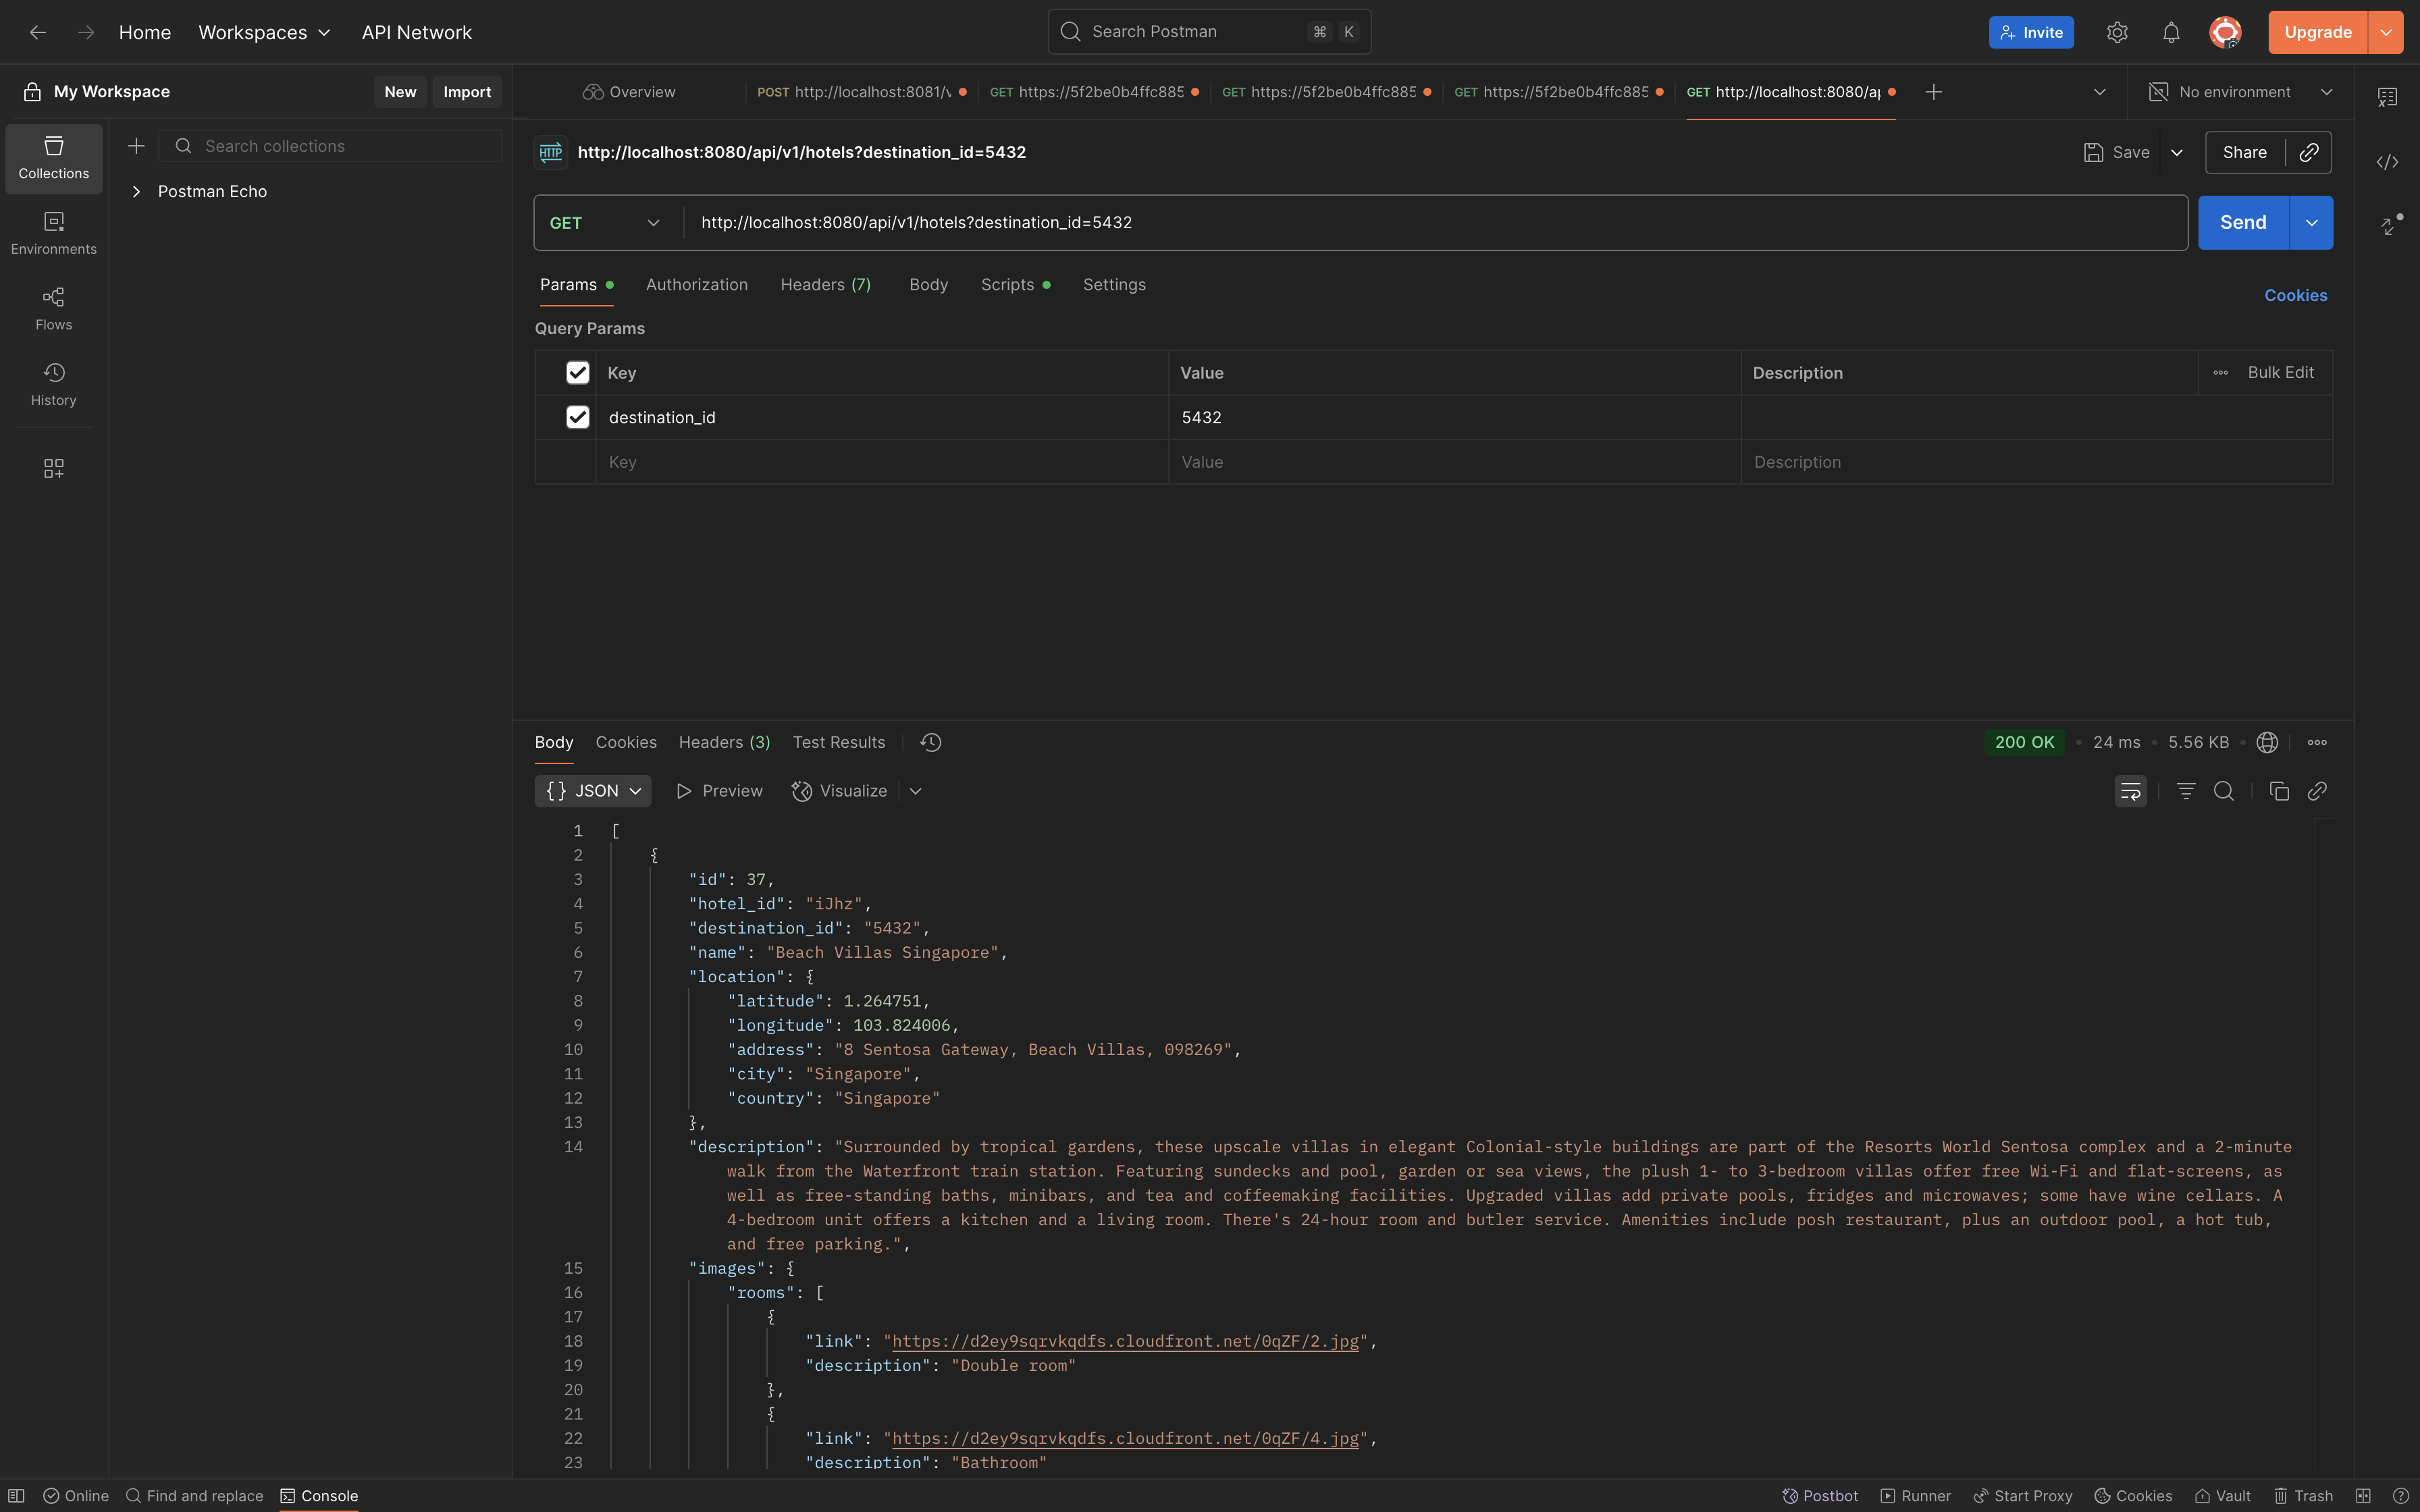 Home Workspaces API Network Search Postman ⌘ K Invite Upgrade
My Workspace New Import Overview POST http://localhost:8081/v GET https://5f2be0b4ffc885 GET https://5f2be0b4ffc885 GET https://5f2be0b4ffc885 GET http://localhost:8080/ap No environment
Collections
Search collections
Postman Echo
Environments
Flows
History
HTTP http://localhost:8080/api/v1/hotels?destination_id=5432 Save Share
GET http://localhost:8080/api/v1/hotels?destination_id=5432 Send
Params Authorization Headers (7) Body Scripts Settings Cookies
Query Params
Key Value Description Bulk Edit
destination_id 5432
Key Value Description
Body Cookies Headers (3) Test Results 200 OK 24 ms 5.56 KB
{} JSON Preview Visualize
1 [
2 {
3 "id": 37,
4 "hotel_id": "iJhz",
5 "destination_id": "5432",
6 "name": "Beach Villas Singapore",
7 "location": {
8 "latitude": 1.264751,
9 "longitude": 103.824006,
10 "address": "8 Sentosa Gateway, Beach Villas, 098269",
11 "city": "Singapore",
12 "country": "Singapore"
13 },
14 "description": "Surrounded by tropical gardens, these upscale villas in elegant Colonial-style buildings are part of the Resorts World Sentosa complex and a 2-minute
walk from the Waterfront train station. Featuring sundecks and pool, garden or sea views, the plush 1- to 3-bedroom villas offer free Wi-Fi and flat-screens, as
well as free-standing baths, minibars, and tea and coffeemaking facilities. Upgraded villas add private pools, fridges and microwaves; some have wine cellars. A
4-bedroom unit offers a kitchen and a living room. There's 24-hour room and butler service. Amenities include posh restaurant, plus an outdoor pool, a hot tub,
and free parking.",
15 "images": {
16 "rooms": [
17 {
18 "link": "https://d2ey9sqrvkqdfs.cloudfront.net/0qZF/2.jpg",
19 "description": "Double room"
20 },
21 {
22 "link": "https://d2ey9sqrvkqdfs.cloudfront.net/0qZF/4.jpg",
23 "description": "Bathroom"
Online Find and replace Console Postbot Runner Start Proxy Cookies Vault Trash